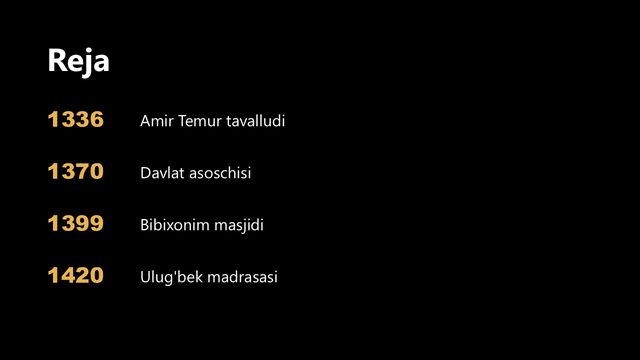 Reja
1336 Amir Temur tavalludi
1370 Davlat asoschisi
1399 Bibixonim masjidi
1420 Ulug'bek madrasasi